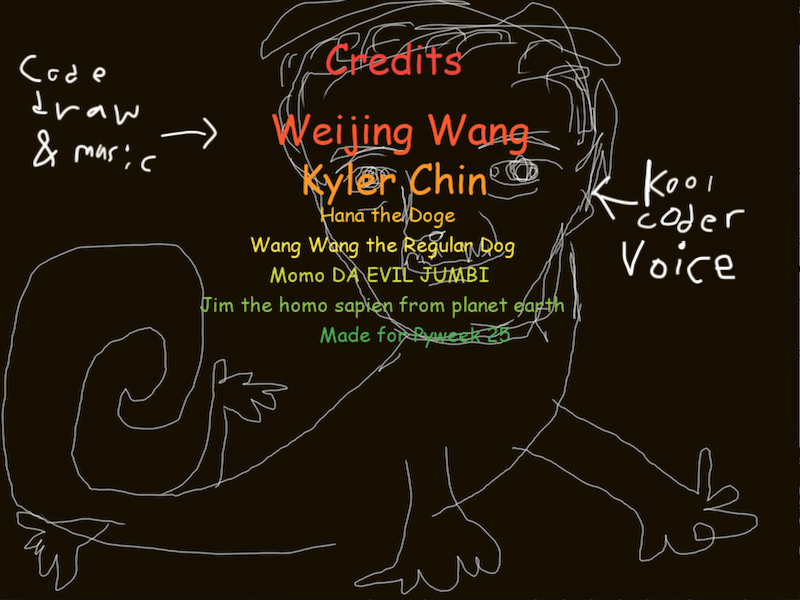 Credits
Code
draw
& music
Weijing Wang
Kyler Chin
Kool
coder
Voice
Hana the Doge
Wang Wang the Regular Dog
Momo DA EVIL JUMBI
Jim the homo sapien from planet earth
Made for Pyweek 25